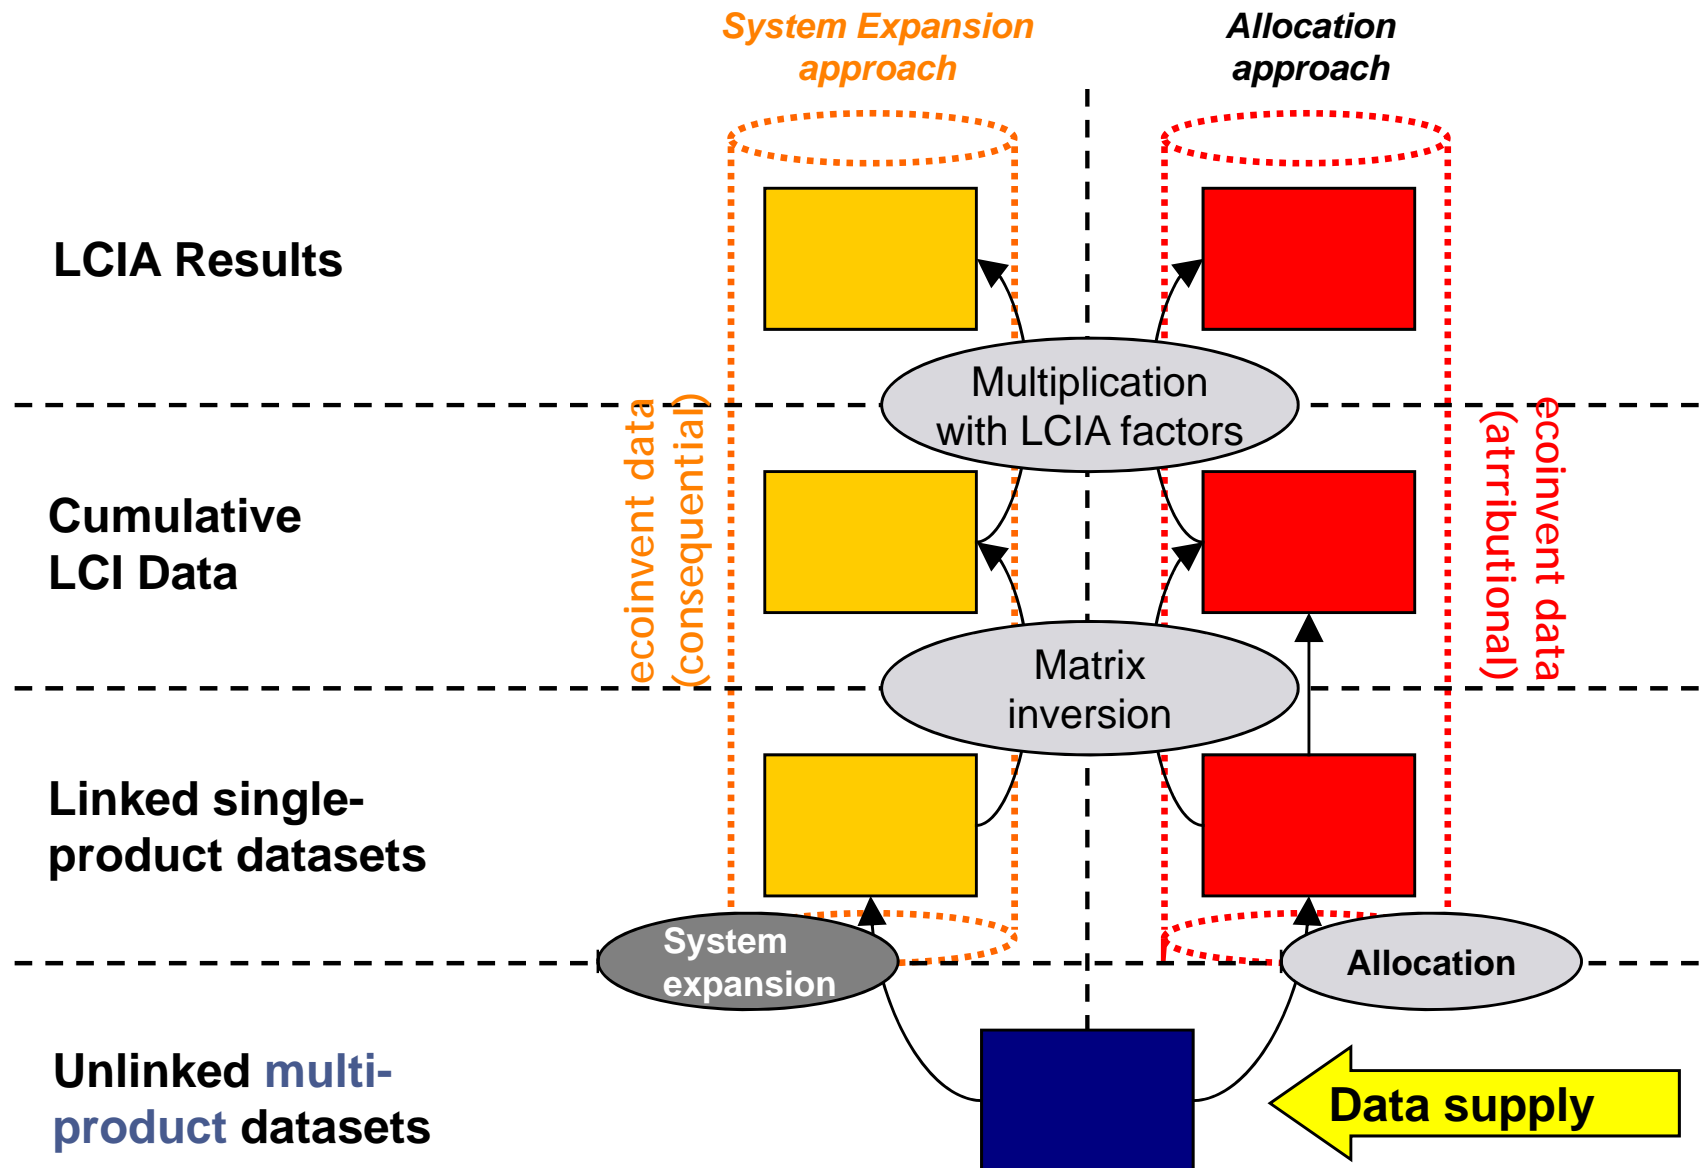 System Expansion
approach
Allocation
approach
LCIA Results
Multiplication
with LCIA factors
ecoinvent data
(consequential)
ecoinvent data
(atrributional)
Cumulative
LCI Data
Matrix
inversion
Linked single-
product datasets
System
expansion
Allocation
Unlinked multi-
product datasets
Data supply